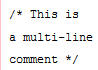 /* This is
a multi-line
comment */